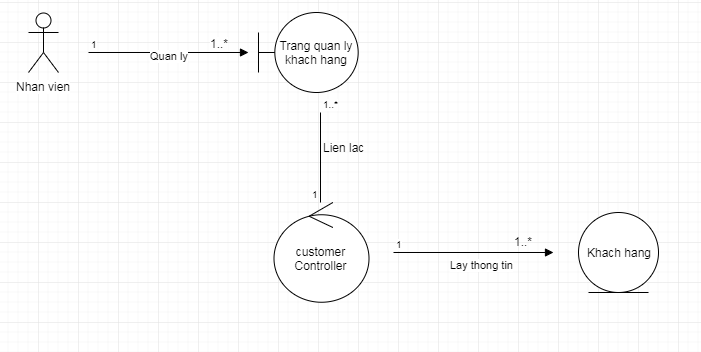 1
Quan ly
1..*
Trang quan ly
khach hang
Nhan vien
1..*
Lien lac
1
customer
Controller
1
1..*
Lay thong tin
Khach hang